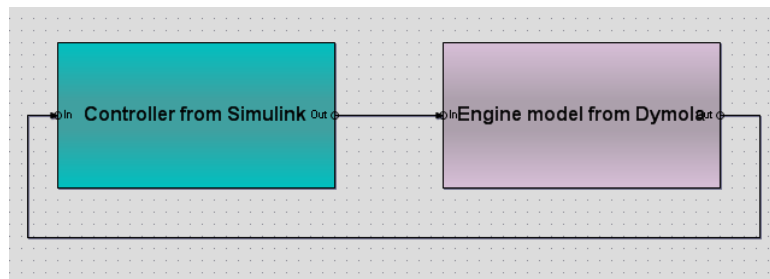 In Controller from Simulink Out
In Engine model from Dymola Out